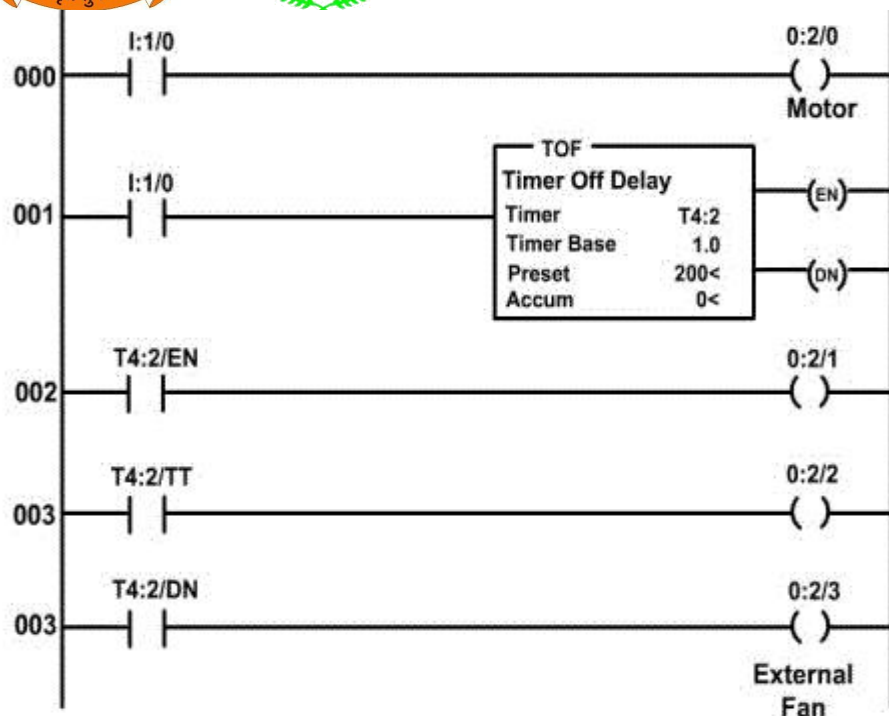 I:1/0 0:2/0
000
Motor
TOF
I:1/0 Timer Off Delay
(EN)
001 Timer T4:2
Timer Base 1.0
Preset 200< (DN)
Accum 0<
T4:2/EN 0:2/1
002
T4:2/TT 0:2/2
003
T4:2/DN 0:2/3
003
External
Fan